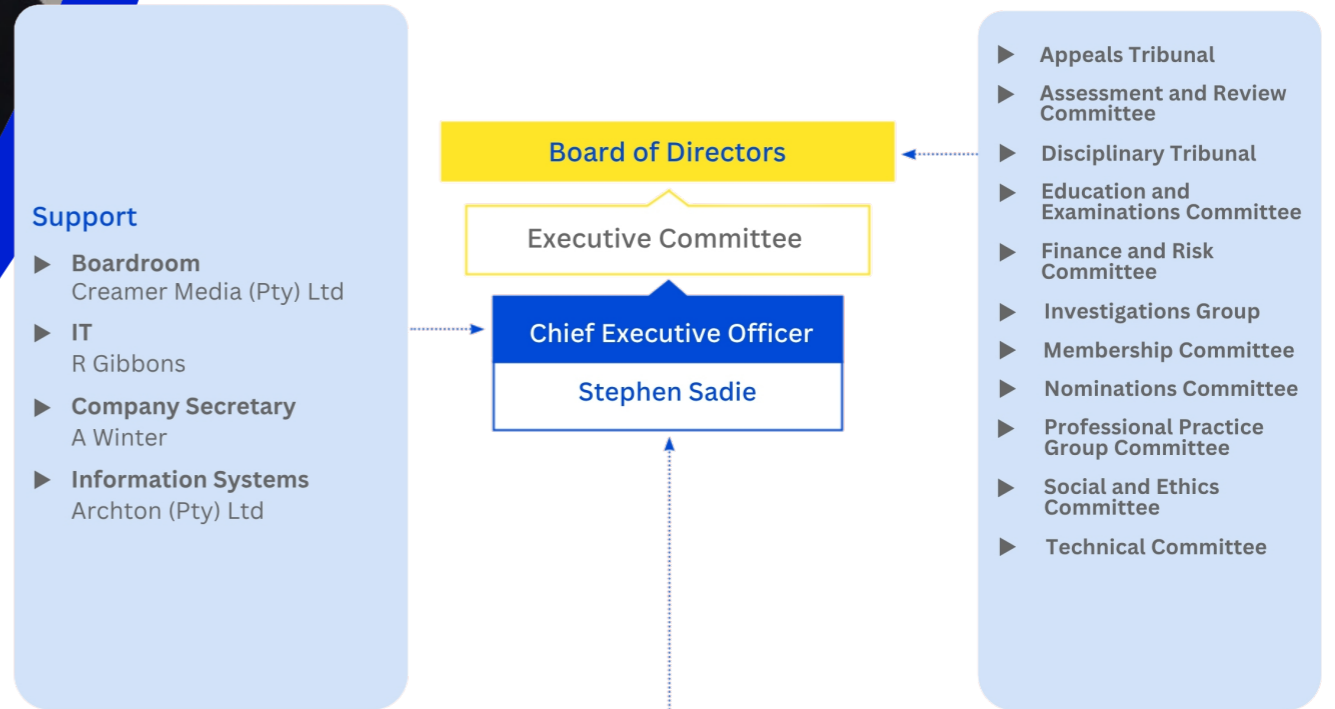 Support
Boardroom
Creamer Media (Pty) Ltd
IT
R Gibbons
Company Secretary
A Winter
Information Systems
Archton (Pty) Ltd
Board of Directors
Executive Committee
Chief Executive Officer
Stephen Sadie
Appeals Tribunal
Assessment and Review
Committee
Disciplinary Tribunal
Education and
Examinations Committee
Finance and Risk
Committee
Investigations Group
Membership Committee
Nominations Committee
Professional Practice
Group Committee
Social and Ethics
Committee
Technical Committee